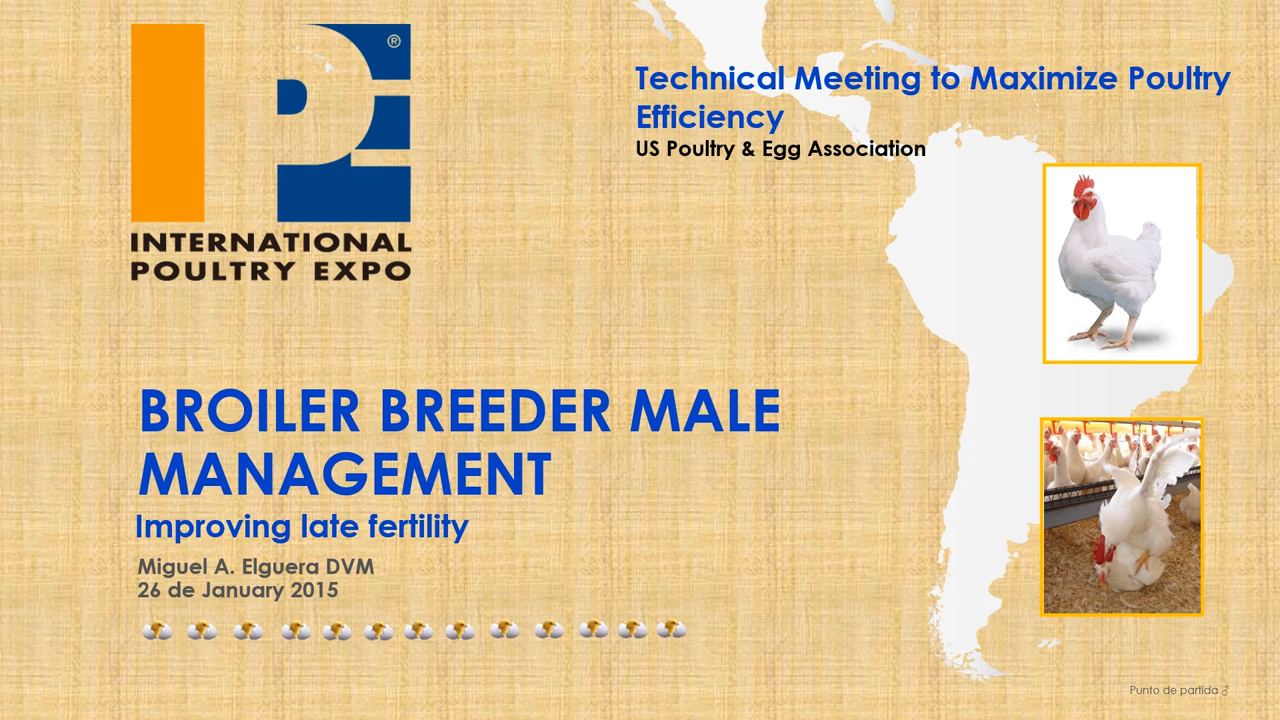 ®
INTERNATIONAL
POULTRY EXPO
Technical Meeting to Maximize Poultry
Efficiency
US Poultry & Egg Association
BROILER BREEDER MALE
MANAGEMENT
Improving late fertility
Miguel A. Elguera DVM
26 de January 2015
Punto de partida ♂